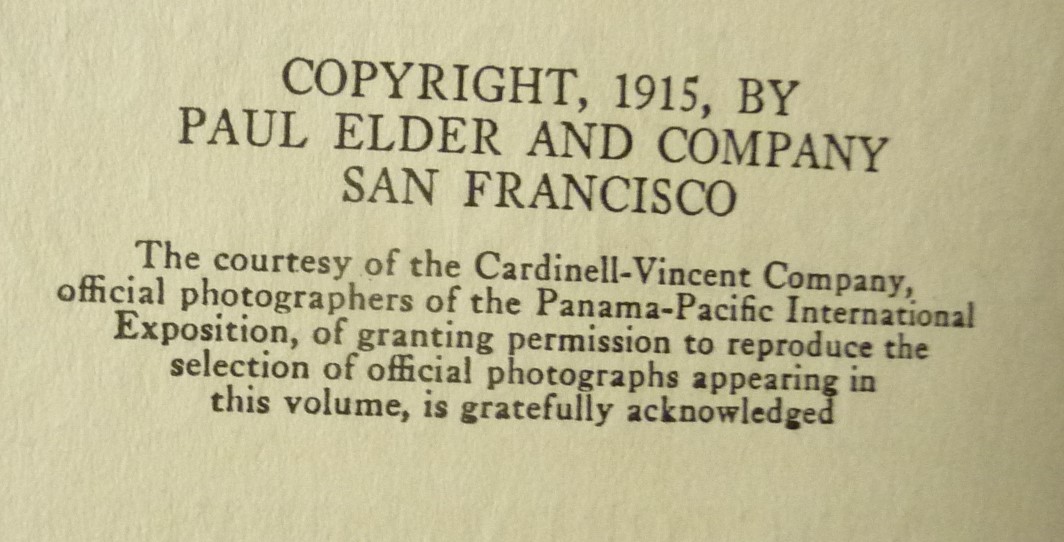 COPYRIGHT, 1915, BY
PAUL ELDER AND COMPANY
SAN FRANCISCO
The courtesy of the Cardinell-Vincent Company,
official photographers of the Panama-Pacific International
Exposition, of granting permission to reproduce the
selection of official photographs appearing in
this volume, is gratefully acknowledged